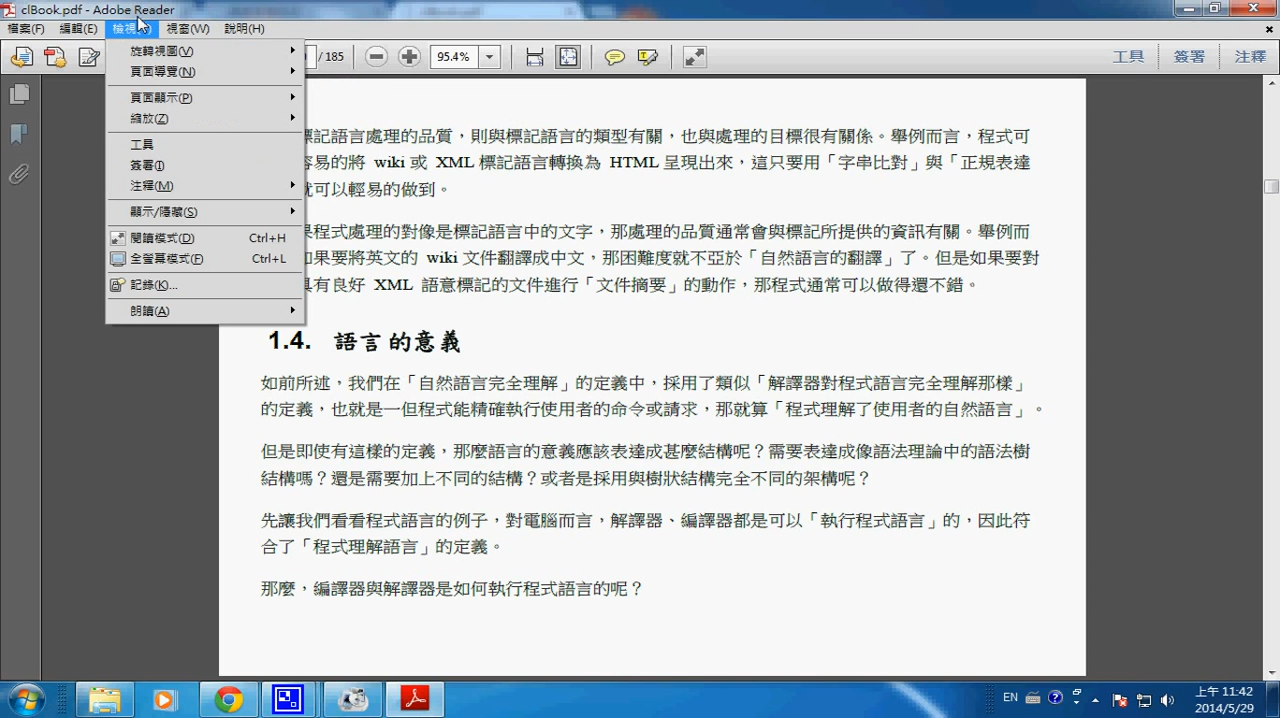 clBook.pdf - Adobe Reader
檔案(F) 編輯(E) 檢視 視窗(W) 說明(H)
/ 185 95.4% 工具 簽署 注釋
旋轉視圖(V)
頁面導覽(N)
頁面顯示(P)
縮放(Z)
工具
簽署(I)
注釋(M)
顯示/隱藏(S)
閱讀模式(D) Ctrl+H
全螢幕模式(F) Ctrl+L
記錄(K)...
朗讀(A)
標記語言處理的品質，則與標記語言的類型有關，也與處理的目標很有關係。舉例而言，程式可
容易的將 wiki 或 XML 標記語言轉換為 HTML 呈現出來，這只要用「字串比對」與「正規表達
就可以輕易的做到。
果程式處理的對像是標記語言中的文字，那處理的品質通常會與標記所提供的資訊有關。舉例而
如果要將英文的 wiki 文件翻譯成中文，那困難度就不亞於「自然語言的翻譯」了。但是如果要對
具有良好 XML 語意標記的文件進行「文件摘要」的動作，那程式通常可以做得還不錯。
1.4. 語言的意義
如前所述，我們在「自然語言完全理解」的定義中，採用了類似「解譯器對程式語言完全理解那樣」
的定義，也就是一但程式能精確執行使用者的命令或請求，那就算「程式理解了使用者的自然語言」。
但是即使有這樣的定義，那麼語言的意義應該表達成甚麼結構呢？需要表達成像語法理論中的語法樹
結構嗎？還是需要加上不同的結構？或者是採用與樹狀結構完全不同的架構呢？
先讓我們看看程式語言的例子，對電腦而言，解譯器、編譯器都是可以「執行程式語言」的，因此符
合了「程式理解語言」的定義。
那麼，編譯器與解譯器是如何執行程式語言的呢？
EN 上午 11:42
2014/5/29